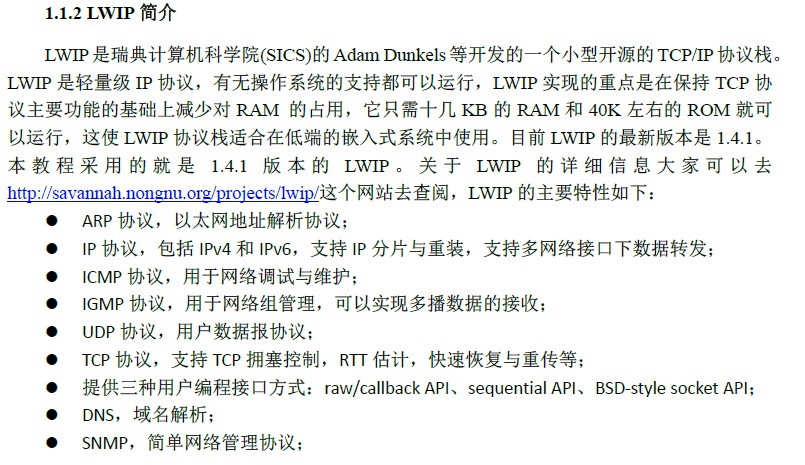 1.1.2 LWIP 简介
LWIP 是瑞典计算机科学院(SICS)的 Adam Dunkels 等开发的一个小型开源的 TCP/IP 协议栈。
LWIP 是轻量级 IP 协议，有无操作系统的支持都可以运行，LWIP 实现的重点是在保持 TCP 协
议主要功能的基础上减少对 RAM 的占用，它只需十几 KB 的 RAM 和 40K 左右的 ROM 就可
以运行，这使 LWIP 协议栈适合在低端的嵌入式系统中使用。目前 LWIP 的最新版本是 1.4.1。
本教程采用的就是 1.4.1 版本的 LWIP。关于 LWIP 的详细信息大家可以去
http://savannah.nongnu.org/projects/lwip/这个网站去查阅，LWIP 的主要特性如下：
● ARP 协议，以太网地址解析协议；
● IP 协议，包括 IPv4 和 IPv6，支持 IP 分片与重装，支持多网络接口下数据转发；
● ICMP 协议，用于网络调试与维护；
● IGMP 协议，用于网络组管理，可以实现多播数据的接收；
● UDP 协议，用户数据报协议；
● TCP 协议，支持 TCP 拥塞控制，RTT 估计，快速恢复与重传等；
● 提供三种用户编程接口方式：raw/callback API、sequential API、BSD-style socket API；
● DNS，域名解析；
● SNMP，简单网络管理协议；